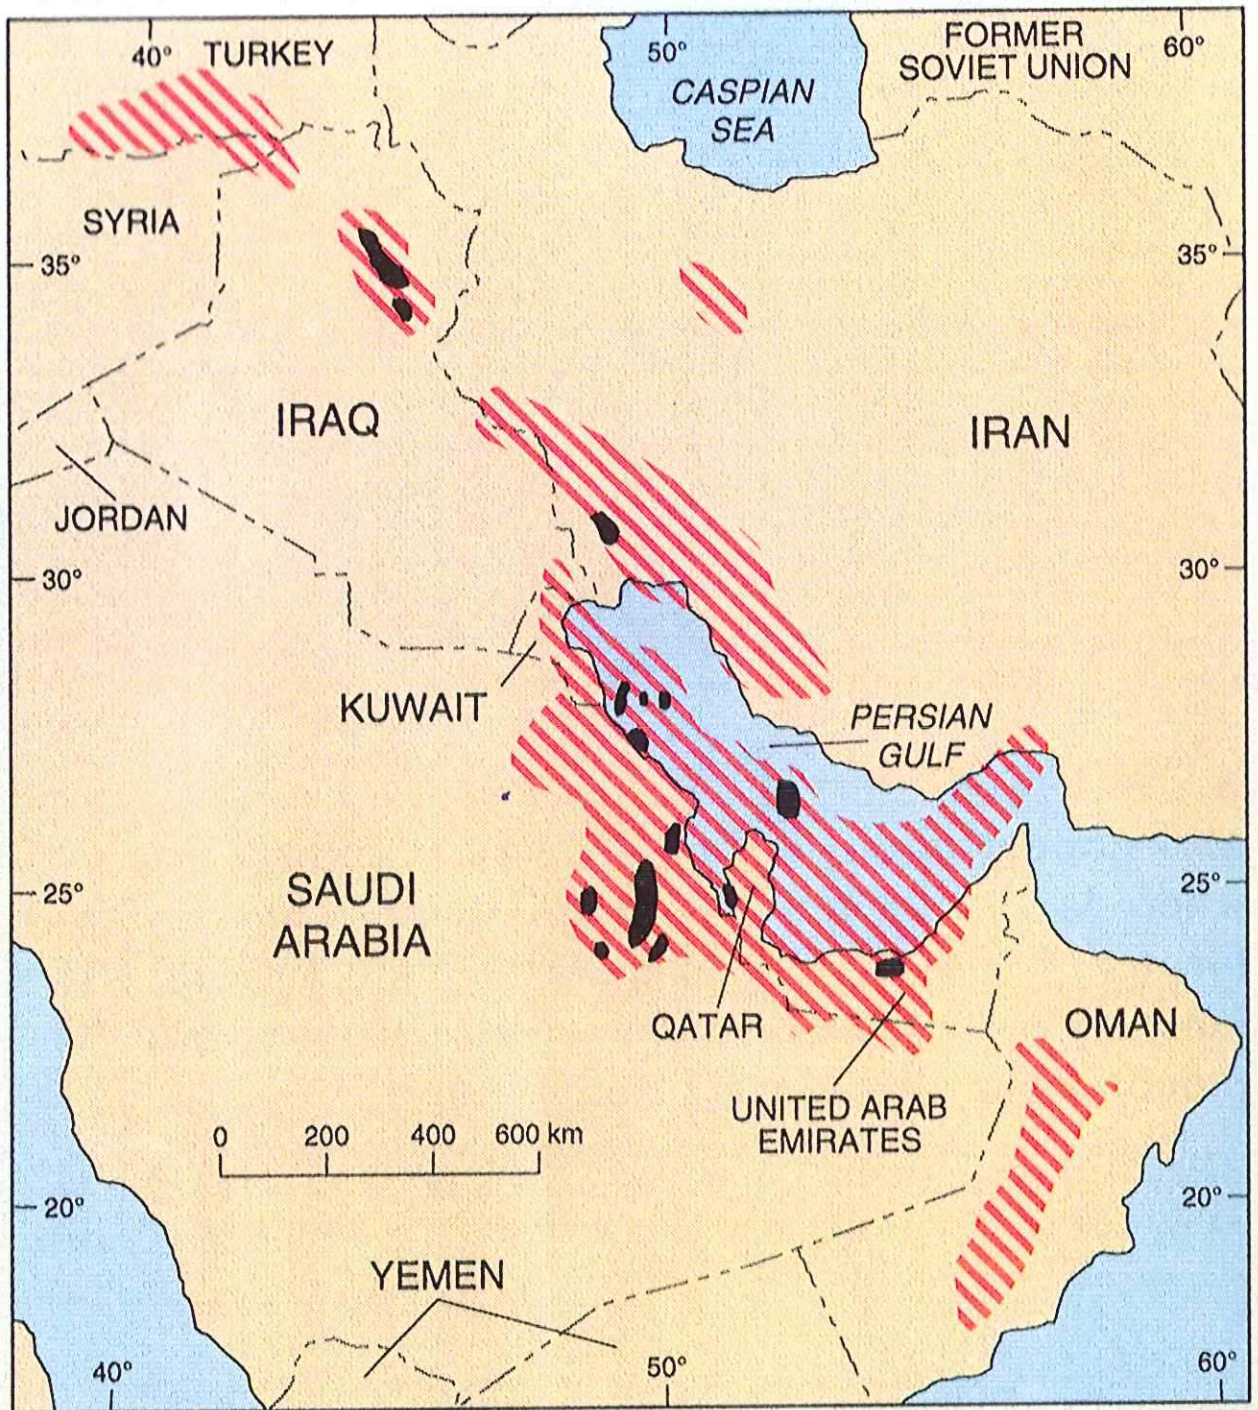 40°
TURKEY
50°
FORMER
SOVIET UNION
60°
CASPIAN
SEA
SYRIA
35°
35°
IRAQ
IRAN
JORDAN
30°
30°
KUWAIT
PERSIAN
GULF
SAUDI
ARABIA
25°
25°
QATAR
OMAN
UNITED ARAB
EMIRATES
0 200 400 600 km
20°
20°
YEMEN
40°
50°
60°